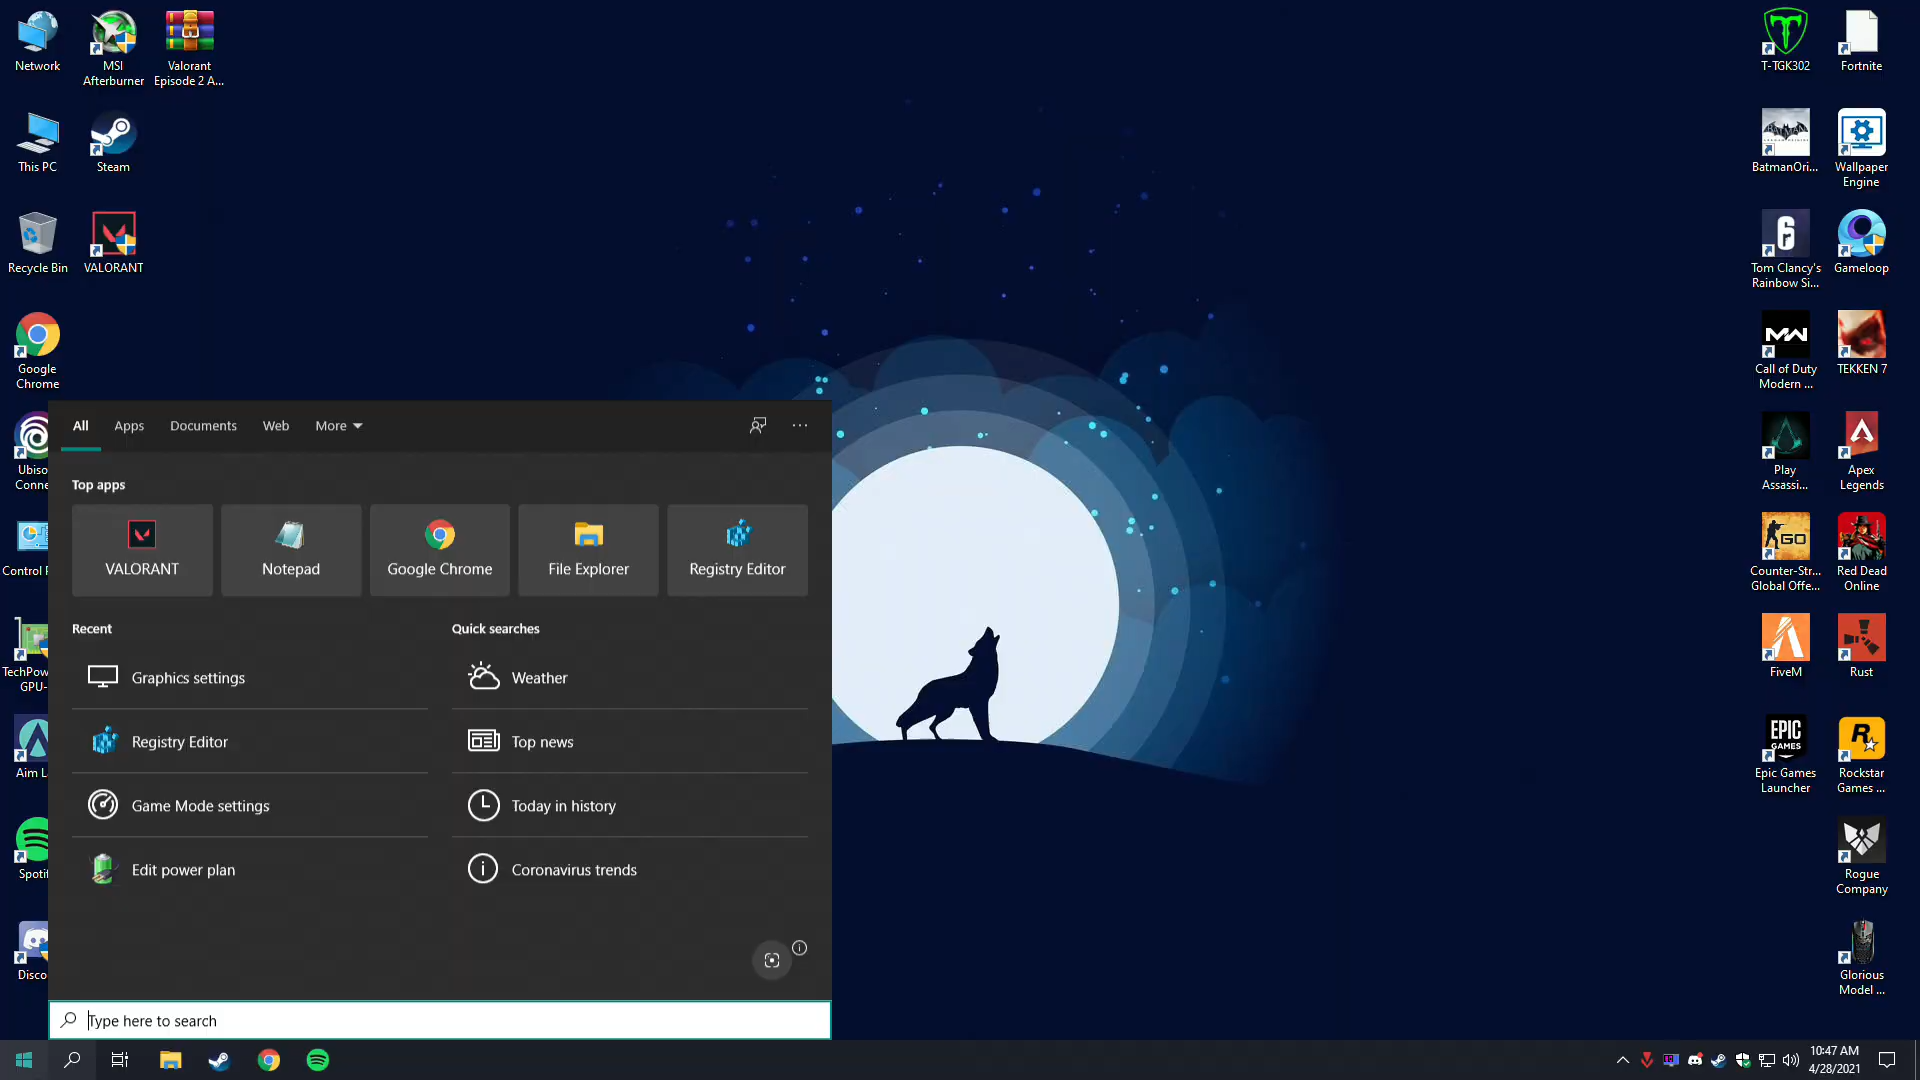 Network
MSI
Afterburner
Valorant
Episode 2 A...
This PC
Steam
Recycle Bin
VALORANT
Google
Chrome
Ubiso
Conne
Control P
TechPow
GPU-
Aim L
Spotif
Disco
All
Apps
Documents
Web
More
Top apps
VALORANT
Notepad
Google Chrome
File Explorer
Registry Editor
Recent
Quick searches
Graphics settings
Weather
Registry Editor
Top news
Game Mode settings
Today in history
Edit power plan
Coronavirus trends
Type here to search
T-TGK302
Fortnite
BatmanOri...
Wallpaper
Engine
Tom Clancy's
Rainbow Si...
Gameloop
MW
Call of Duty
Modern ...
TEKKEN 7
Play
Assassi...
Apex
Legends
GO
Counter-Str...
Global Offe...
Red Dead
Online
FiveM
Rust
EPIC
GAMES
Epic Games
Launcher
Rockstar
Games ...
Rogue
Company
Glorious
Model ...
10:47 AM
4/28/2021